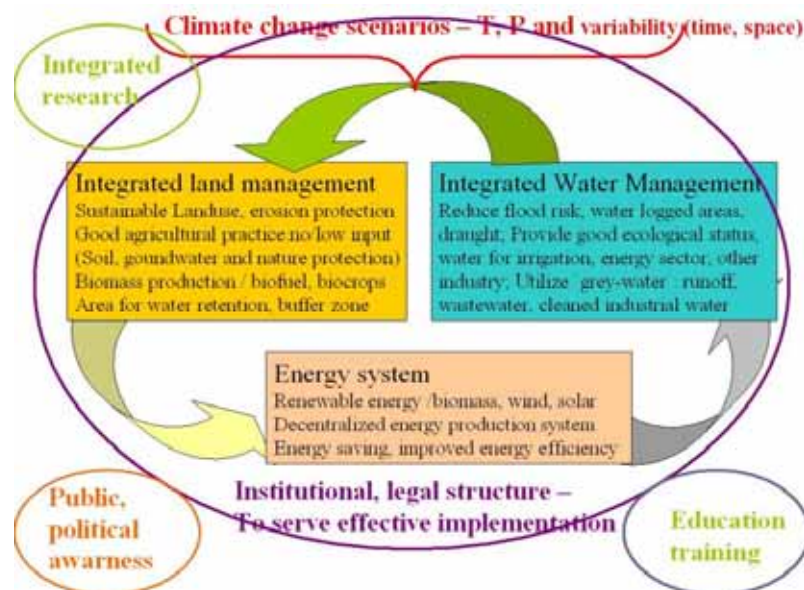 Climate change scenarios – T, P and variability (time, space)
Integrated
research
Integrated land management
Sustainable Landuse, erosion protection
Good agricultural practice no/low input
(Soil, goundwater and nature protection)
Biomass production / biofuel, biocrops
Area for water retention, buffer zone
Integrated Water Management
Reduce flood risk, water logged areas,
draught, Provide good ecological status,
water for irrigation, energy sector, other
industry; Utilize grey-water : runoff,
wastewater, cleaned industrial water
Energy system
Renewable energy /biomass, wind, solar
Decentralized energy production system
Energy saving, improved energy efficiency
Public,
political
awarness
Institutional, legal structure –
To serve effective implementation
Education
training